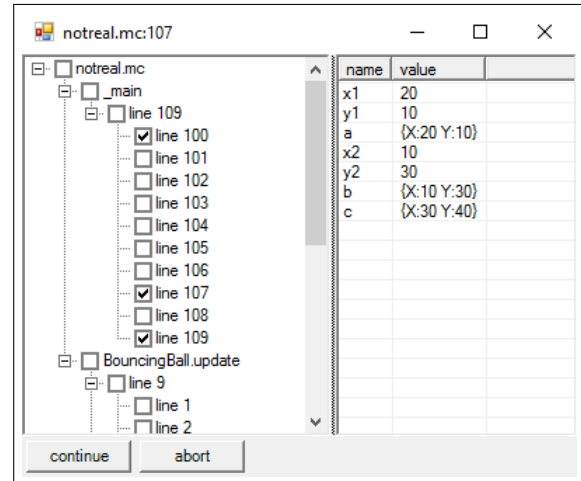 notreal.mc:107
notreal.mc
_main
line 109
line 100
line 101
line 102
line 103
line 104
line 105
line 106
line 107
line 108
line 109
BouncingBall.update
line 9
line 1
line 2
name value
x1 20
y1 10
a {X:20 Y:10}
x2 10
y2 30
b {X:10 Y:30}
c {X:30 Y:40}
continue abort